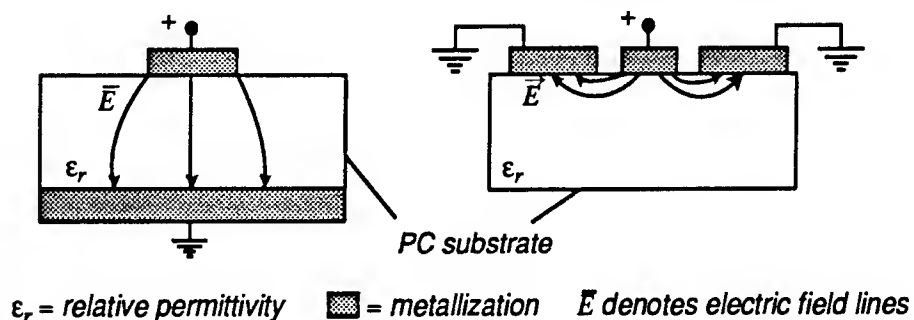 +
+
E̅
E⃗
εr
εr
PC substrate
εr = relative permittivity = metallization E̅ denotes electric field lines